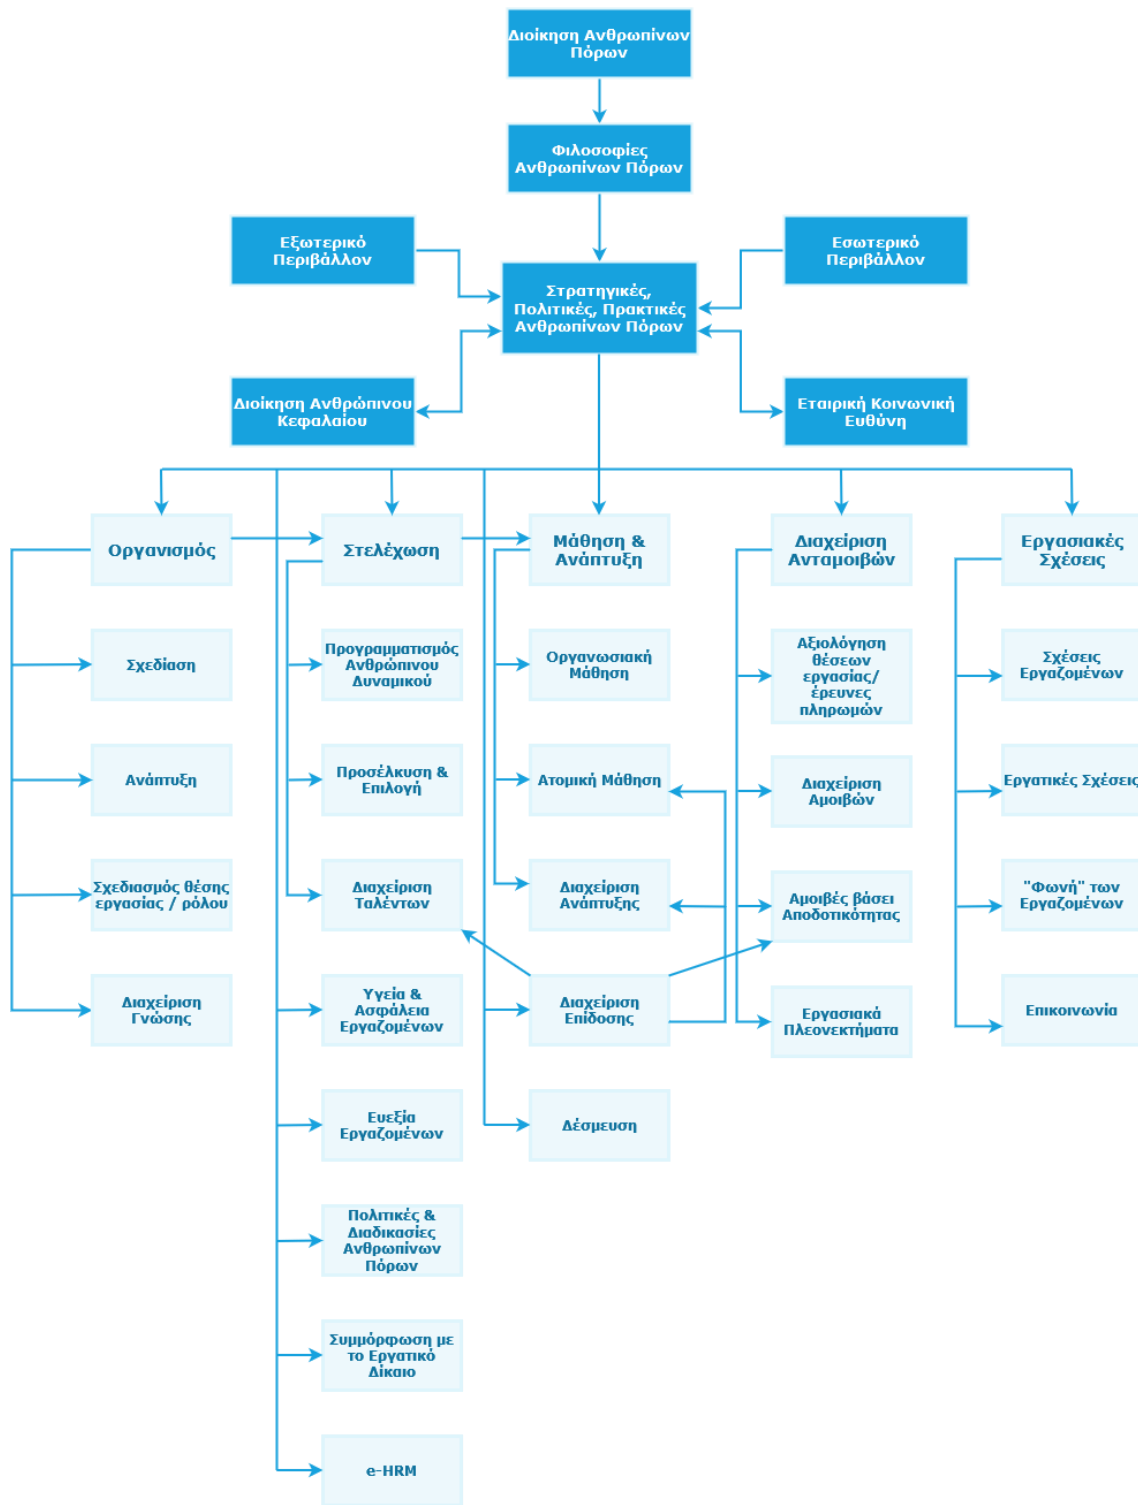 Διοίκηση Ανθρωπίνων
Πόρων
Φιλοσοφίες
Ανθρωπίνων Πόρων
Εξωτερικό
Περιβάλλον
Εσωτερικό
Περιβάλλον
Στρατηγικές,
Πολιτικές, Πρακτικές
Ανθρωπίνων Πόρων
Διοίκηση Ανθρώπινου
Κεφαλαίου
Εταιρική Κοινωνική
Ευθύνη
Οργανισμός
Στελέχωση
Μάθηση &
Ανάπτυξη
Διαχείριση
Ανταμοιβών
Εργασιακές
Σχέσεις
Σχεδίαση
Προγραμματισμός
Ανθρώπινου
Δυναμικού
Οργανωσιακή
Μάθηση
Αξιολόγηση
θέσεων
εργασίας/
έρευνες
πληρωμών
Σχέσεις
Εργαζομένων
Ανάπτυξη
Προσέλκυση &
Επιλογή
Ατομική Μάθηση
Διαχείριση
Αμοιβών
Εργατικές Σχέσεις
Σχεδιασμός θέσης
εργασίας / ρόλου
Διαχείριση
Ταλέντων
Διαχείριση
Ανάπτυξης
Αμοιβές βάσει
Αποδοτικότητας
"Φωνή" των
Εργαζομένων
Διαχείριση
Γνώσης
Υγεία &
Ασφάλεια
Εργαζομένων
Διαχείριση
Επίδοσης
Εργασιακά
Πλεονεκτήματα
Επικοινωνία
Ευεξία
Εργαζομένων
Δέσμευση
Πολιτικές &
Διαδικασίες
Ανθρωπίνων
Πόρων
Συμμόρφωση με
το Εργατικό
Δίκαιο
e-HRM